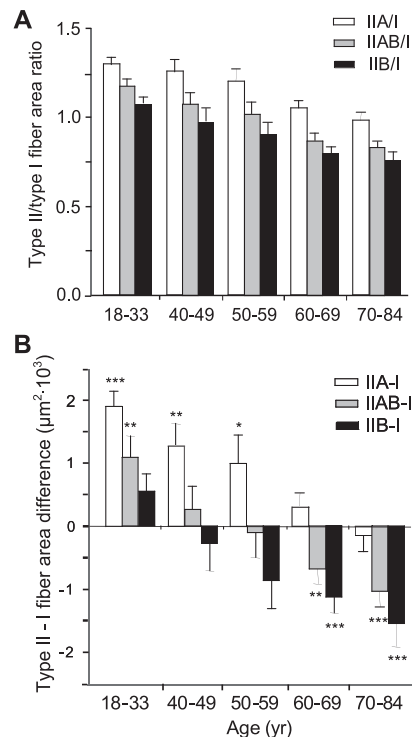 A
IIA/I
IIAB/I
IIB/I
Type II/type I fiber area ratio
1.5
1.0
0.5
0.0
18-33 40-49 50-59 60-69 70-84
B
IIA-I
IIAB-I
IIB-I
Type II - I fiber area difference (µm²·10³)
2
1
0
-1
-2
***
**
**
*
**
***
***
***
18-33 40-49 50-59 60-69 70-84
Age (yr)